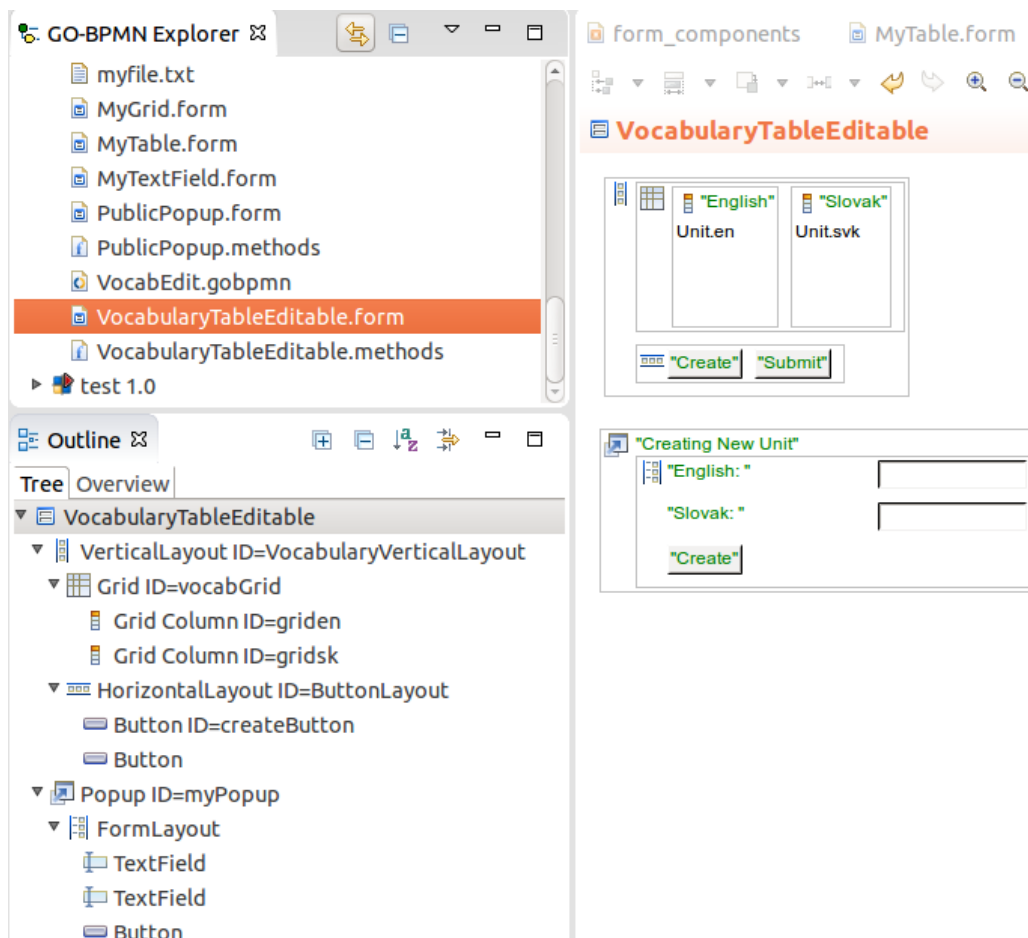 GO-BPMN Explorer
myfile.txt
MyGrid.form
MyTable.form
MyTextField.form
PublicPopup.form
PublicPopup.methods
VocabEdit.gobpmn
VocabularyTableEditable.form
VocabularyTableEditable.methods
test 1.0
Outline
Tree Overview
VocabularyTableEditable
VerticalLayout ID=VocabularyVerticalLayout
Grid ID=vocabGrid
Grid Column ID=griden
Grid Column ID=gridsk
HorizontalLayout ID=ButtonLayout
Button ID=createButton
Button
Popup ID=myPopup
FormLayout
TextField
TextField
Button
form_components MyTable.form
VocabularyTableEditable
"English" "Slovak"
Unit.en Unit.svk
"Create" "Submit"
"Creating New Unit"
"English: "
"Slovak: "
"Create"